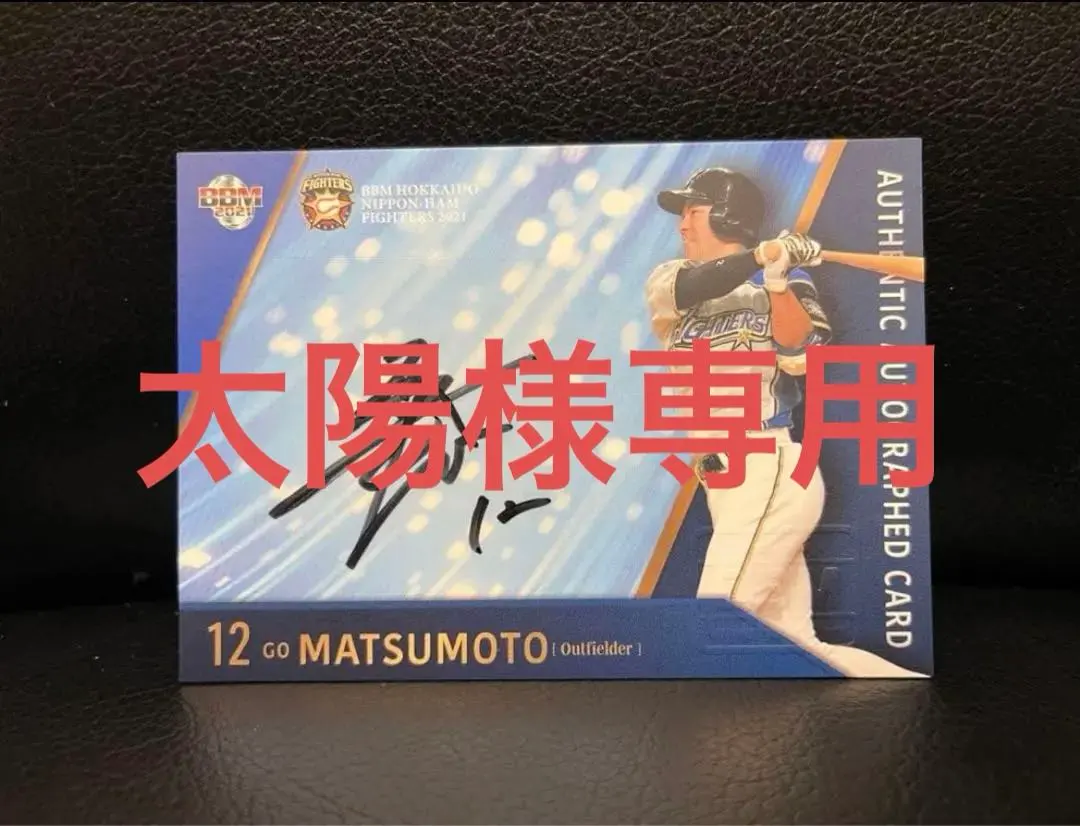 BBM
2021
FIGHTERS
BBM HOKKAIDO
NIPPON-HAM
FIGHTERS 2021
FIGHTERS
AUTHENTIC AUTOGRAPHED CARD
太陽様専用
12
12 GO MATSUMOTO [ Outfielder ]